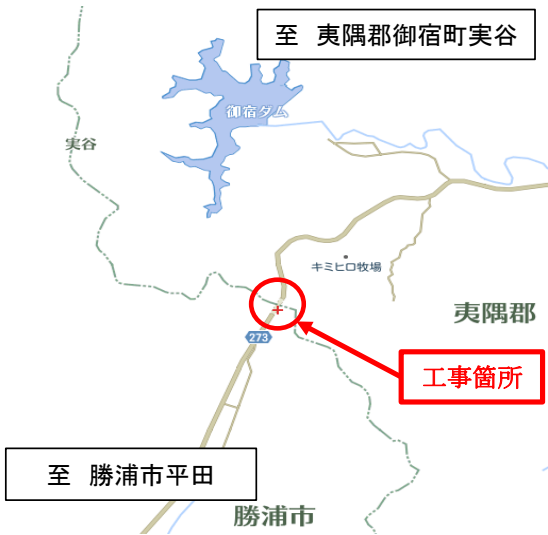 至 夷隅郡御宿町実谷
御宿ダム
実谷
キミヒロ牧場
夷隅郡
273
工事箇所
至 勝浦市平田
勝浦市